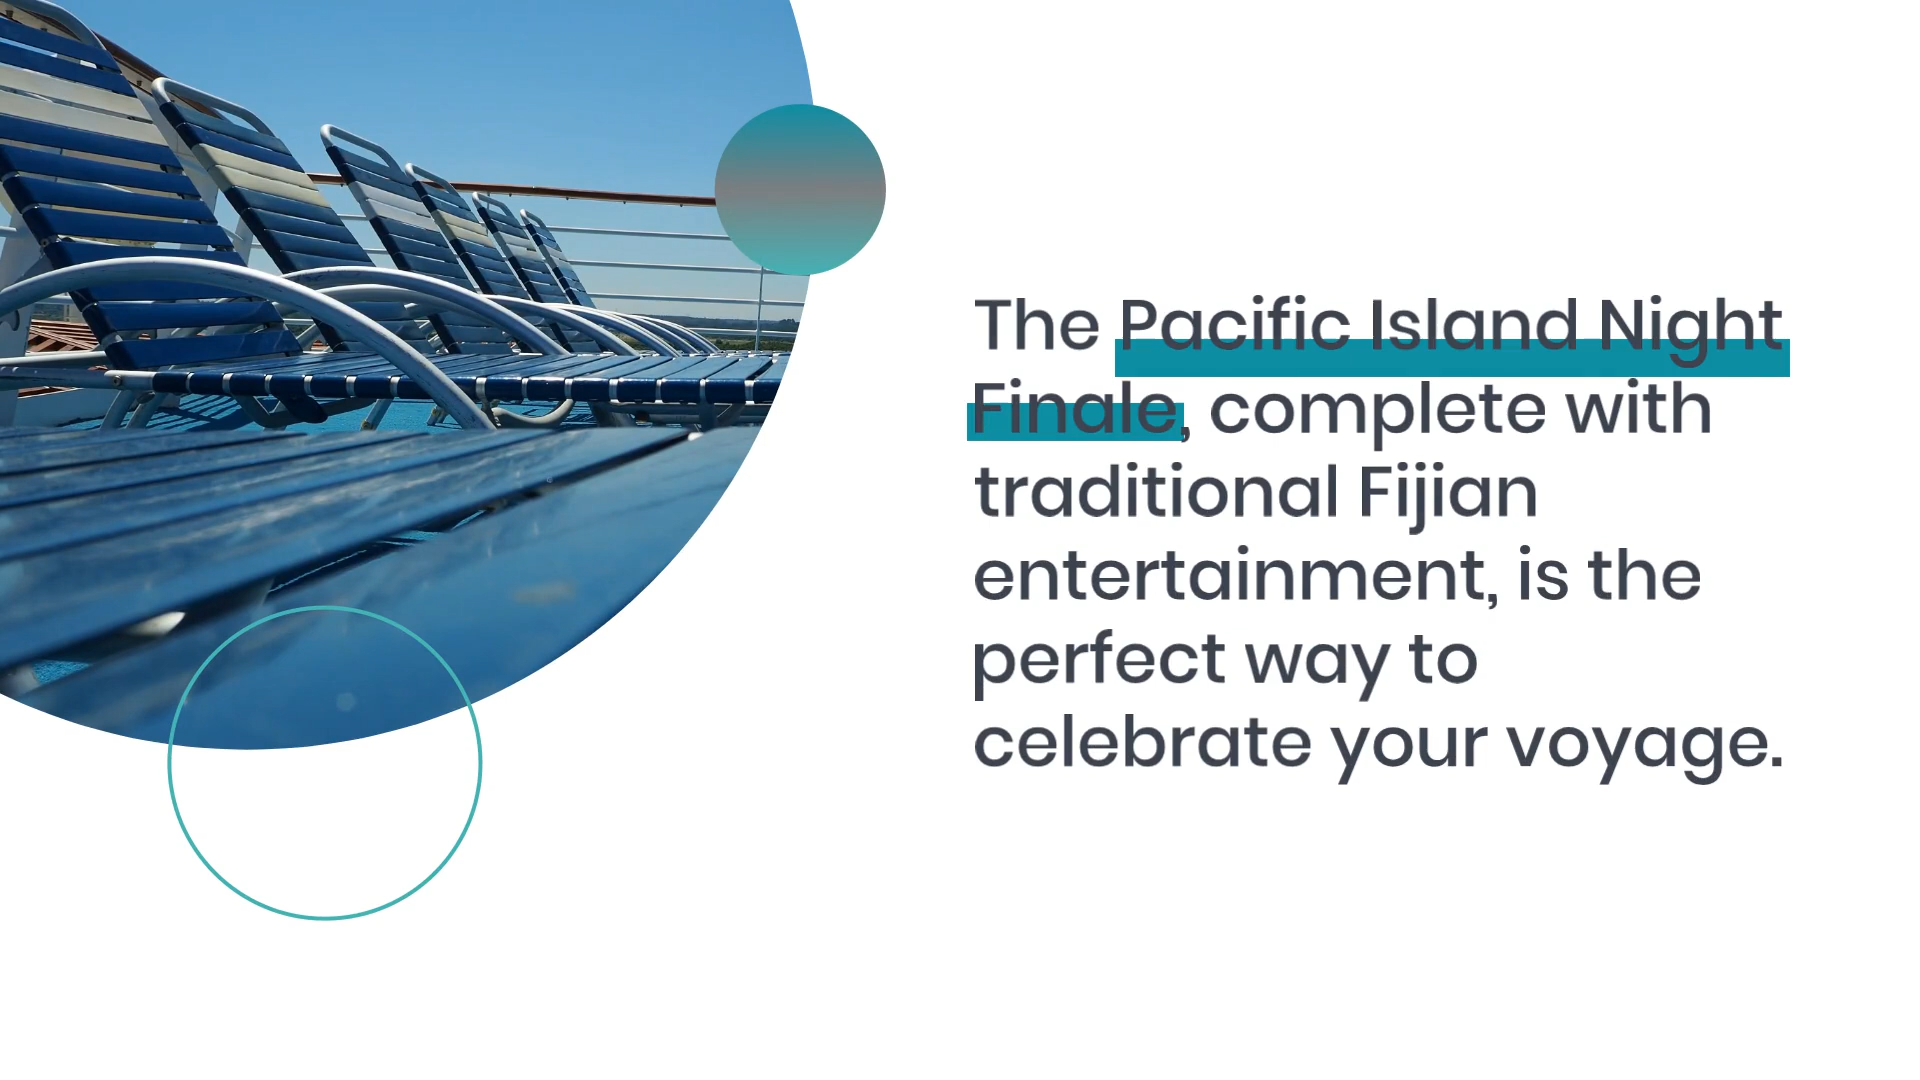 The Pacific Island Night
Finale, complete with
traditional Fijian
entertainment, is the
perfect way to
celebrate your voyage.